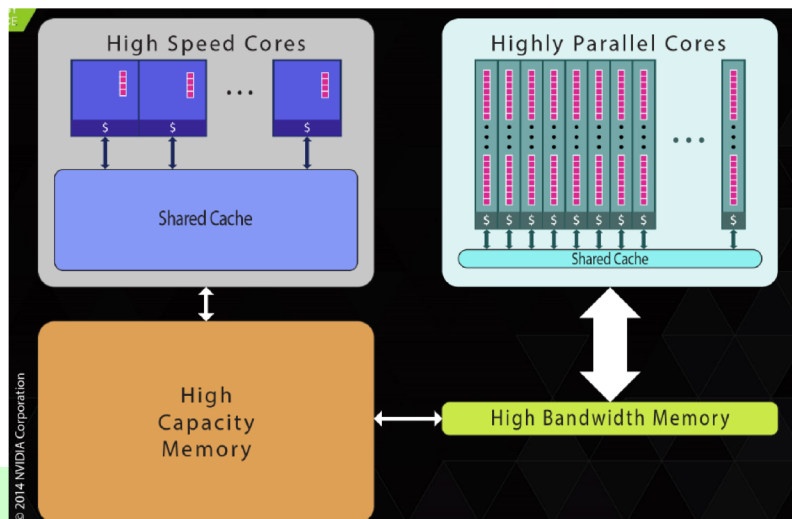 High Speed Cores
$ $ ... $
Shared Cache
Highly Parallel Cores
$ $ $ $ $ $ $ ... $
Shared Cache
High
Capacity
Memory
High Bandwidth Memory
© 2014 NVIDIA Corporation